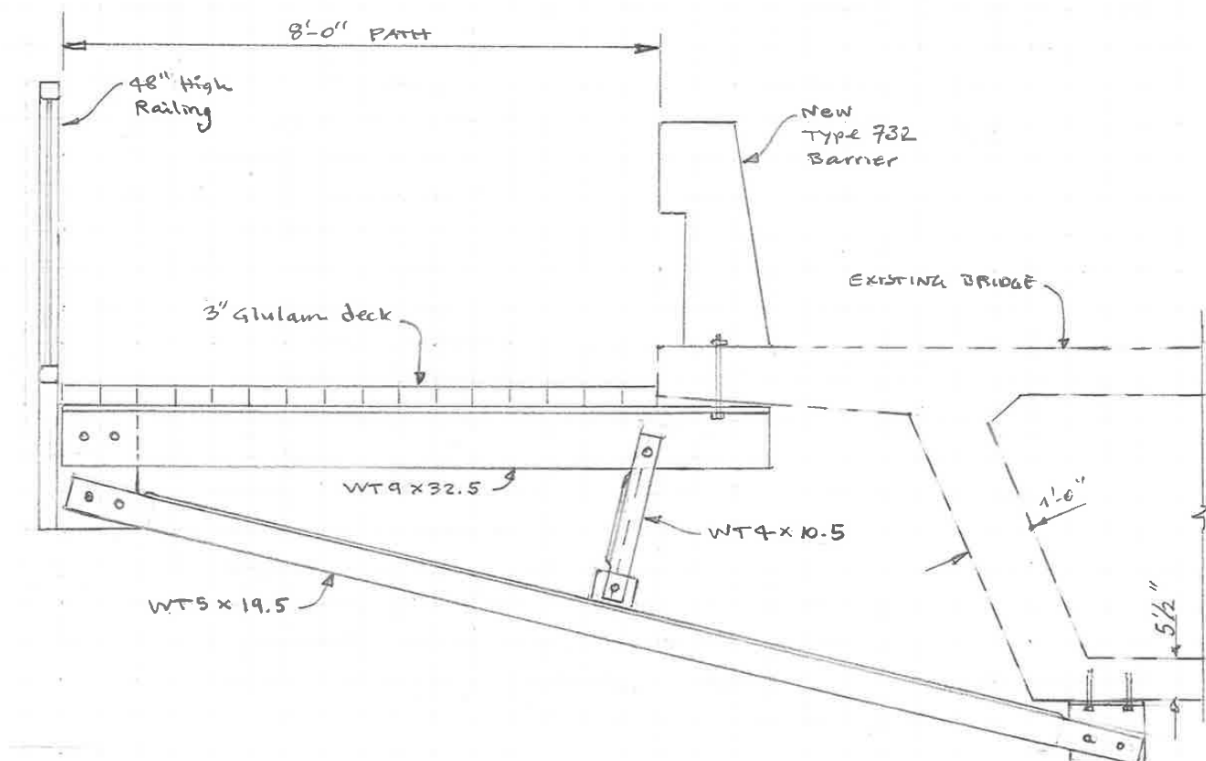 8'-0" PATH
48" High
Railing
New
Type 732
Barrier
EXISTING BRIDGE
3" Glulam deck
WT9×32.5
1'-6"
WT4×10.5
WT5×19.5
5½"